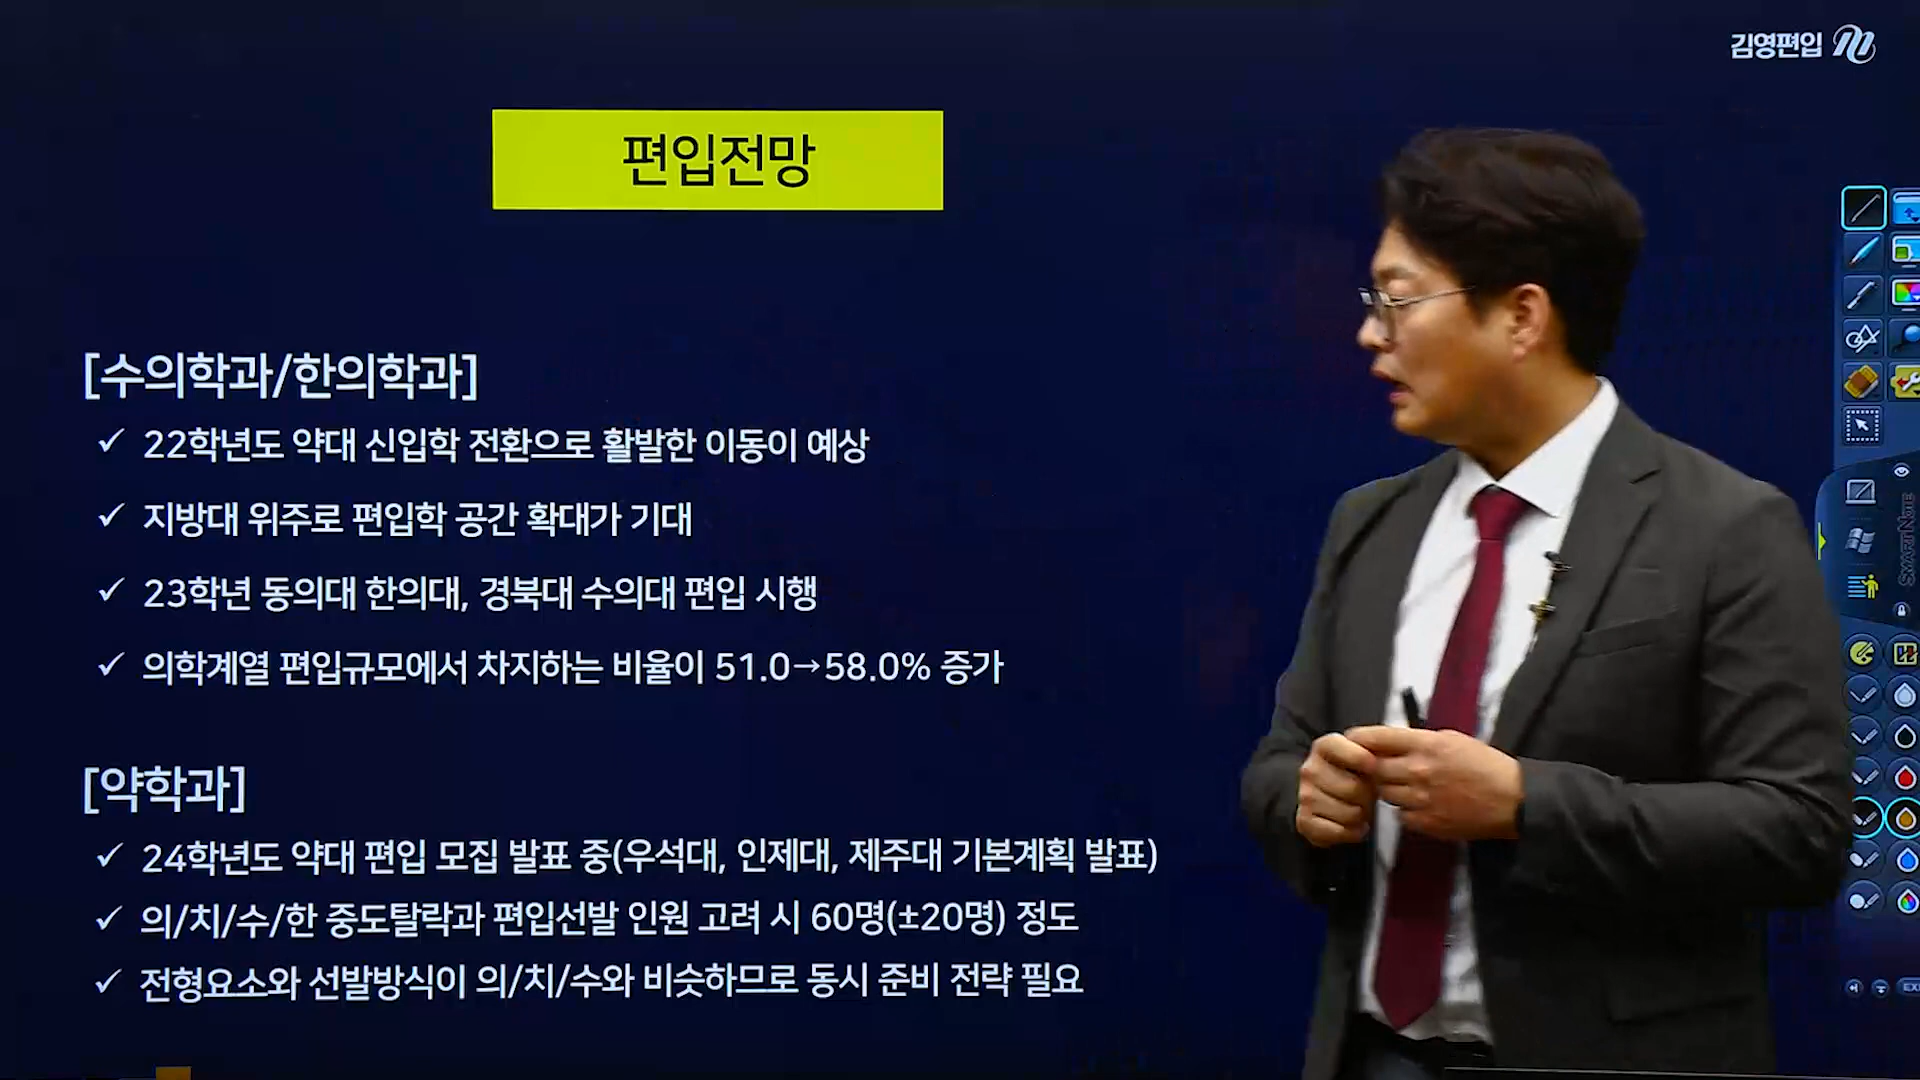 김영편입
편입전망
[수의학과/한의학과]
✓ 22학년도 약대 신입학 전환으로 활발한 이동이 예상
✓ 지방대 위주로 편입학 공간 확대가 기대
✓ 23학년 동의대 한의대, 경북대 수의대 편입 시행
✓ 의학계열 편입규모에서 차지하는 비율이 51.0→58.0% 증가
[약학과]
✓ 24학년도 약대 편입 모집 발표 중(우석대, 인제대, 제주대 기본계획 발표)
✓ 의/치/수/한 중도탈락과 편입선발 인원 고려 시 60명(±20명) 정도
✓ 전형요소와 선발방식이 의/치/수와 비슷하므로 동시 준비 전략 필요
SMART NOTE